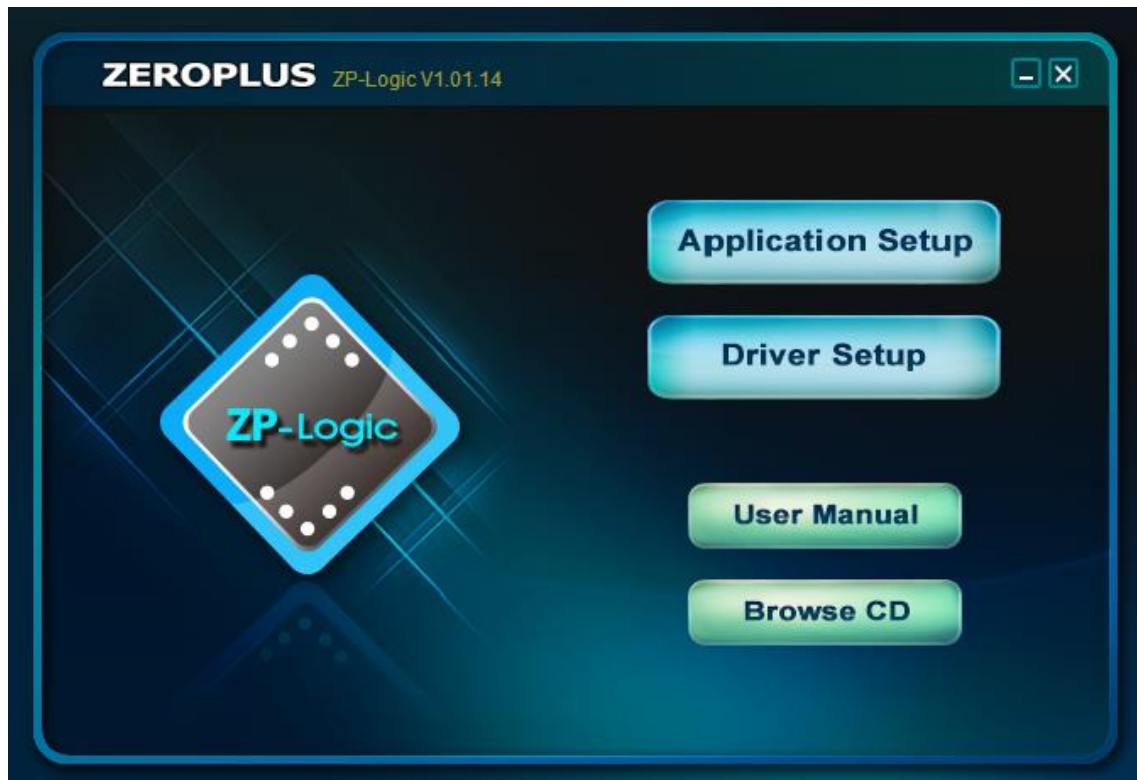 ZEROPLUS ZP-Logic V1.01.14
Application Setup
Driver Setup
ZP-Logic
User Manual
Browse CD